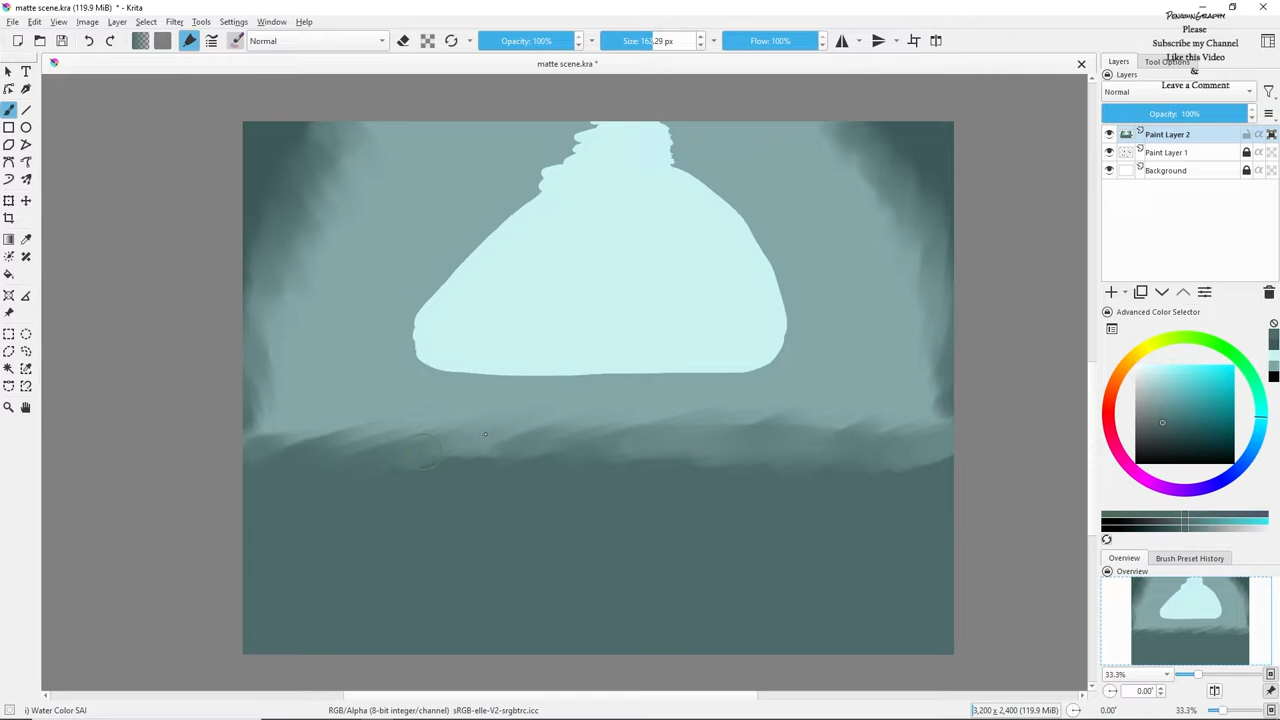 matte scene.kra (119.9 MiB) * - Krita
PenadinGraphy
Please
Subscribe my Channel
Like this Video
&
Leave a Comment
File Edit View Image Layer Select Filter Tools Settings Window Help
Normal
Opacity: 100%
Size: 162.29 px
Flow: 100%
matte scene.kra *
Layers
Tool Options
Layers
Normal
Opacity: 100%
Paint Layer 2
Paint Layer 1
Background
Advanced Color Selector
Overview
Brush Preset History
Overview
33.3%
0.00°
i) Water Color SAI
RGB/Alpha (8-bit integer/channel) sRGB-elle-V2-srgbtrc.icc
3,200 x 2,400 (119.9 MiB)
0.00°
33.3%